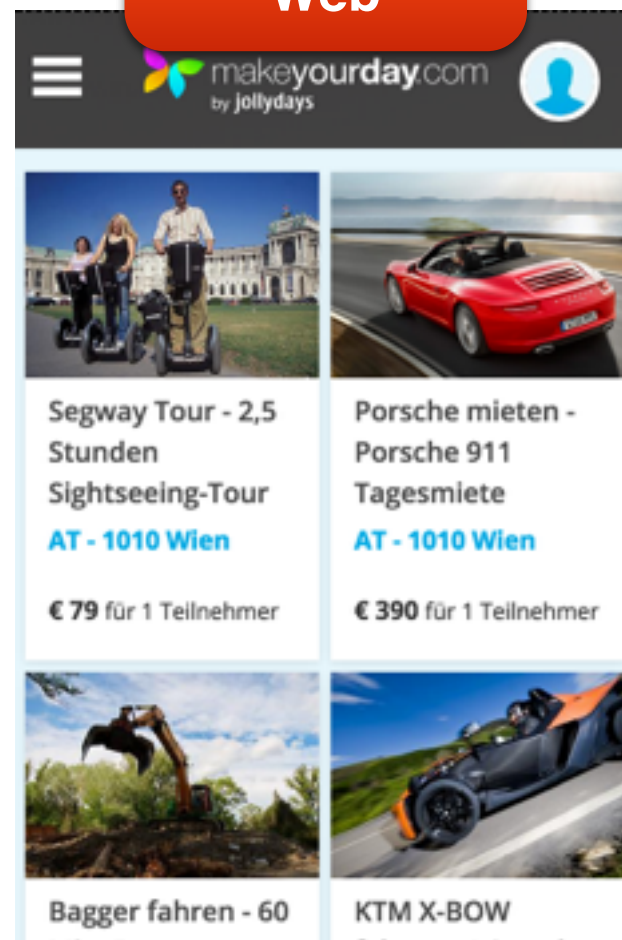 Web
makeyourday.com
by jollydays
Segway Tour - 2,5
Stunden
Sightseeing-Tour
AT - 1010 Wien
€ 79 für 1 Teilnehmer
Porsche mieten -
Porsche 911
Tagesmiete
AT - 1010 Wien
€ 390 für 1 Teilnehmer
Bagger fahren - 60
KTM X-BOW